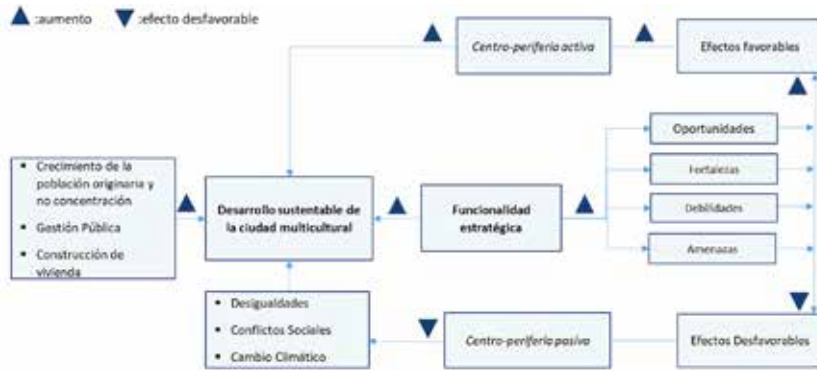 :aumento
:efecto desfavorable
Centro-periferia activa
Efectos favorables
Oportunidades
Fortalezas
Debilidades
Amenazas
▪ Crecimiento de la
población originaria y
no concentración
▪ Gestión Pública
▪ Construcción de
vivienda
Desarrollo sustentable de
la ciudad multicultural
Funcionalidad
estratégica
▪ Desigualdades
▪ Conflictos Sociales
▪ Cambio Climático
Centro-periferia pasiva
Efectos Desfavorables